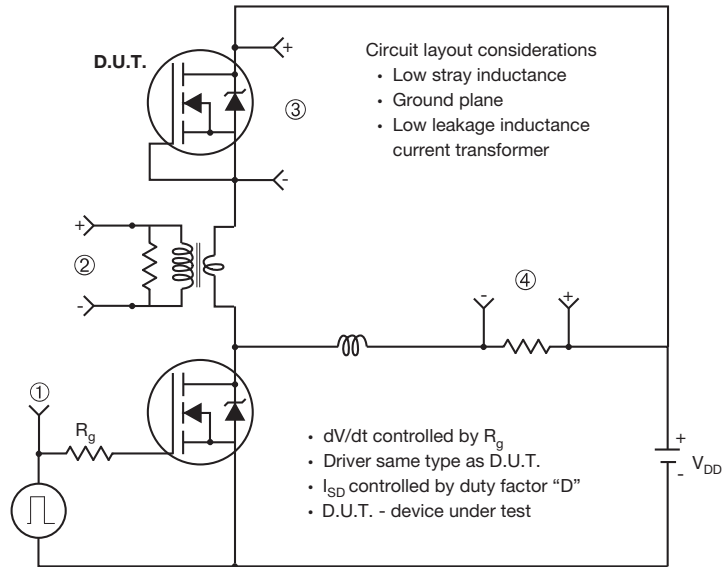 D.U.T.
+
Circuit layout considerations
• Low stray inductance
• Ground plane
• Low leakage inductance
current transformer
③
-
+
②
-
-
④
+
①
R_g
• dV/dt controlled by R_g
• Driver same type as D.U.T.
• I_SD controlled by duty factor “D”
• D.U.T. - device under test
+
V_DD
-